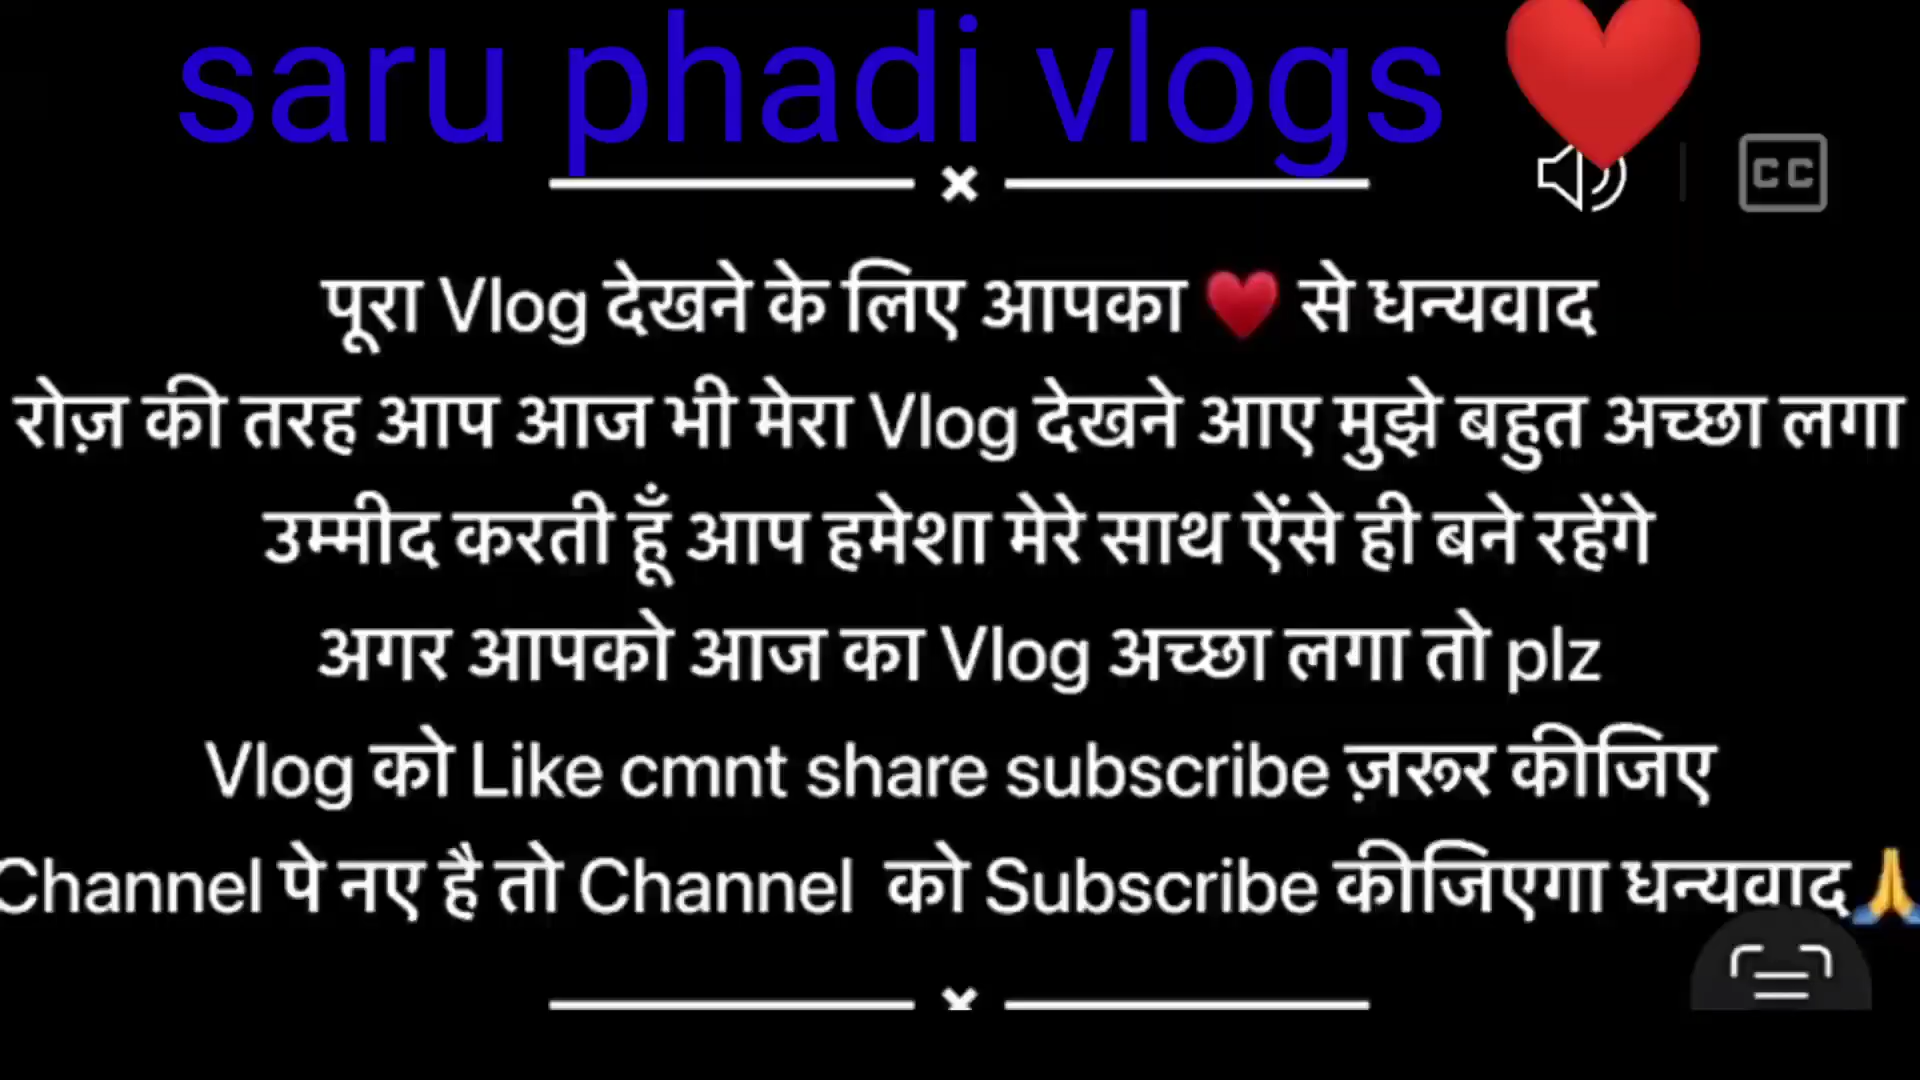 saru phadi vlogs ❤️
CC
पूरा Vlog देखने के लिए आपका ♥️ से धन्यवाद
रोज़ की तरह आप आज भी मेरा Vlog देखने आए मुझे बहुत अच्छा लगा
उम्मीद करती हूँ आप हमेशा मेरे साथ ऐंसे ही बने रहेंगे
अगर आपको आज का Vlog अच्छा लगा तो plz
Vlog को Like cmnt share subscribe ज़रूर कीजिए
Channel पे नए है तो Channel को Subscribe कीजिएगा धन्यवाद🙏